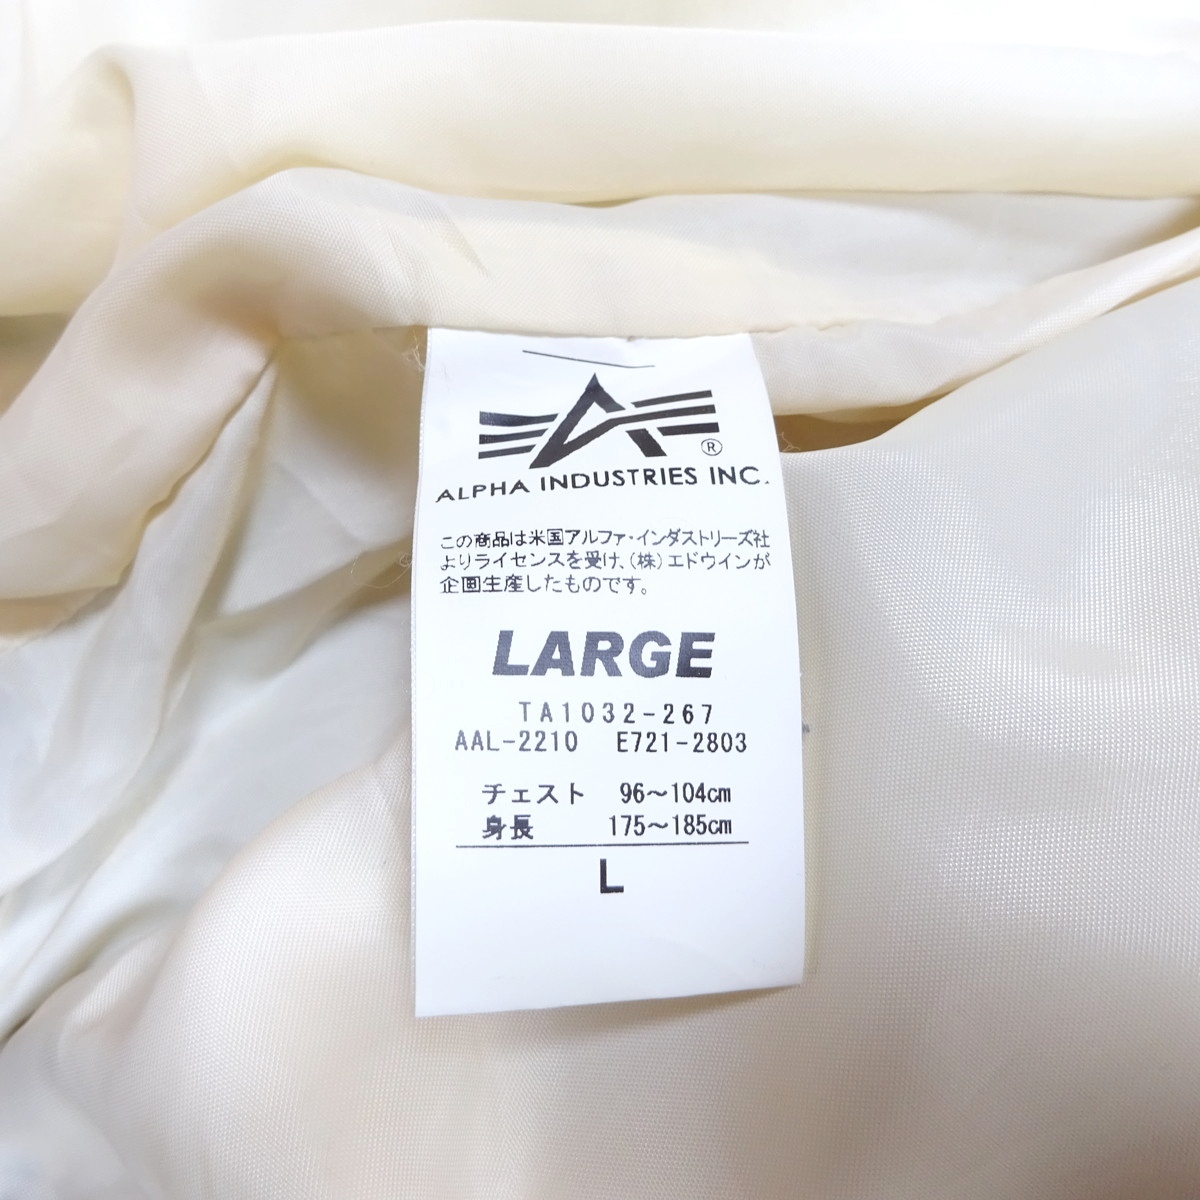 ®
ALPHA INDUSTRIES INC.
この商品は米国アルファ・インダストリーズ社
よりライセンスを受け、(株)エドウインが
企画生産したものです。
LARGE
TA1032-267
AAL-2210 E721-2803
チェスト 96〜104cm
身長 175〜185cm
L